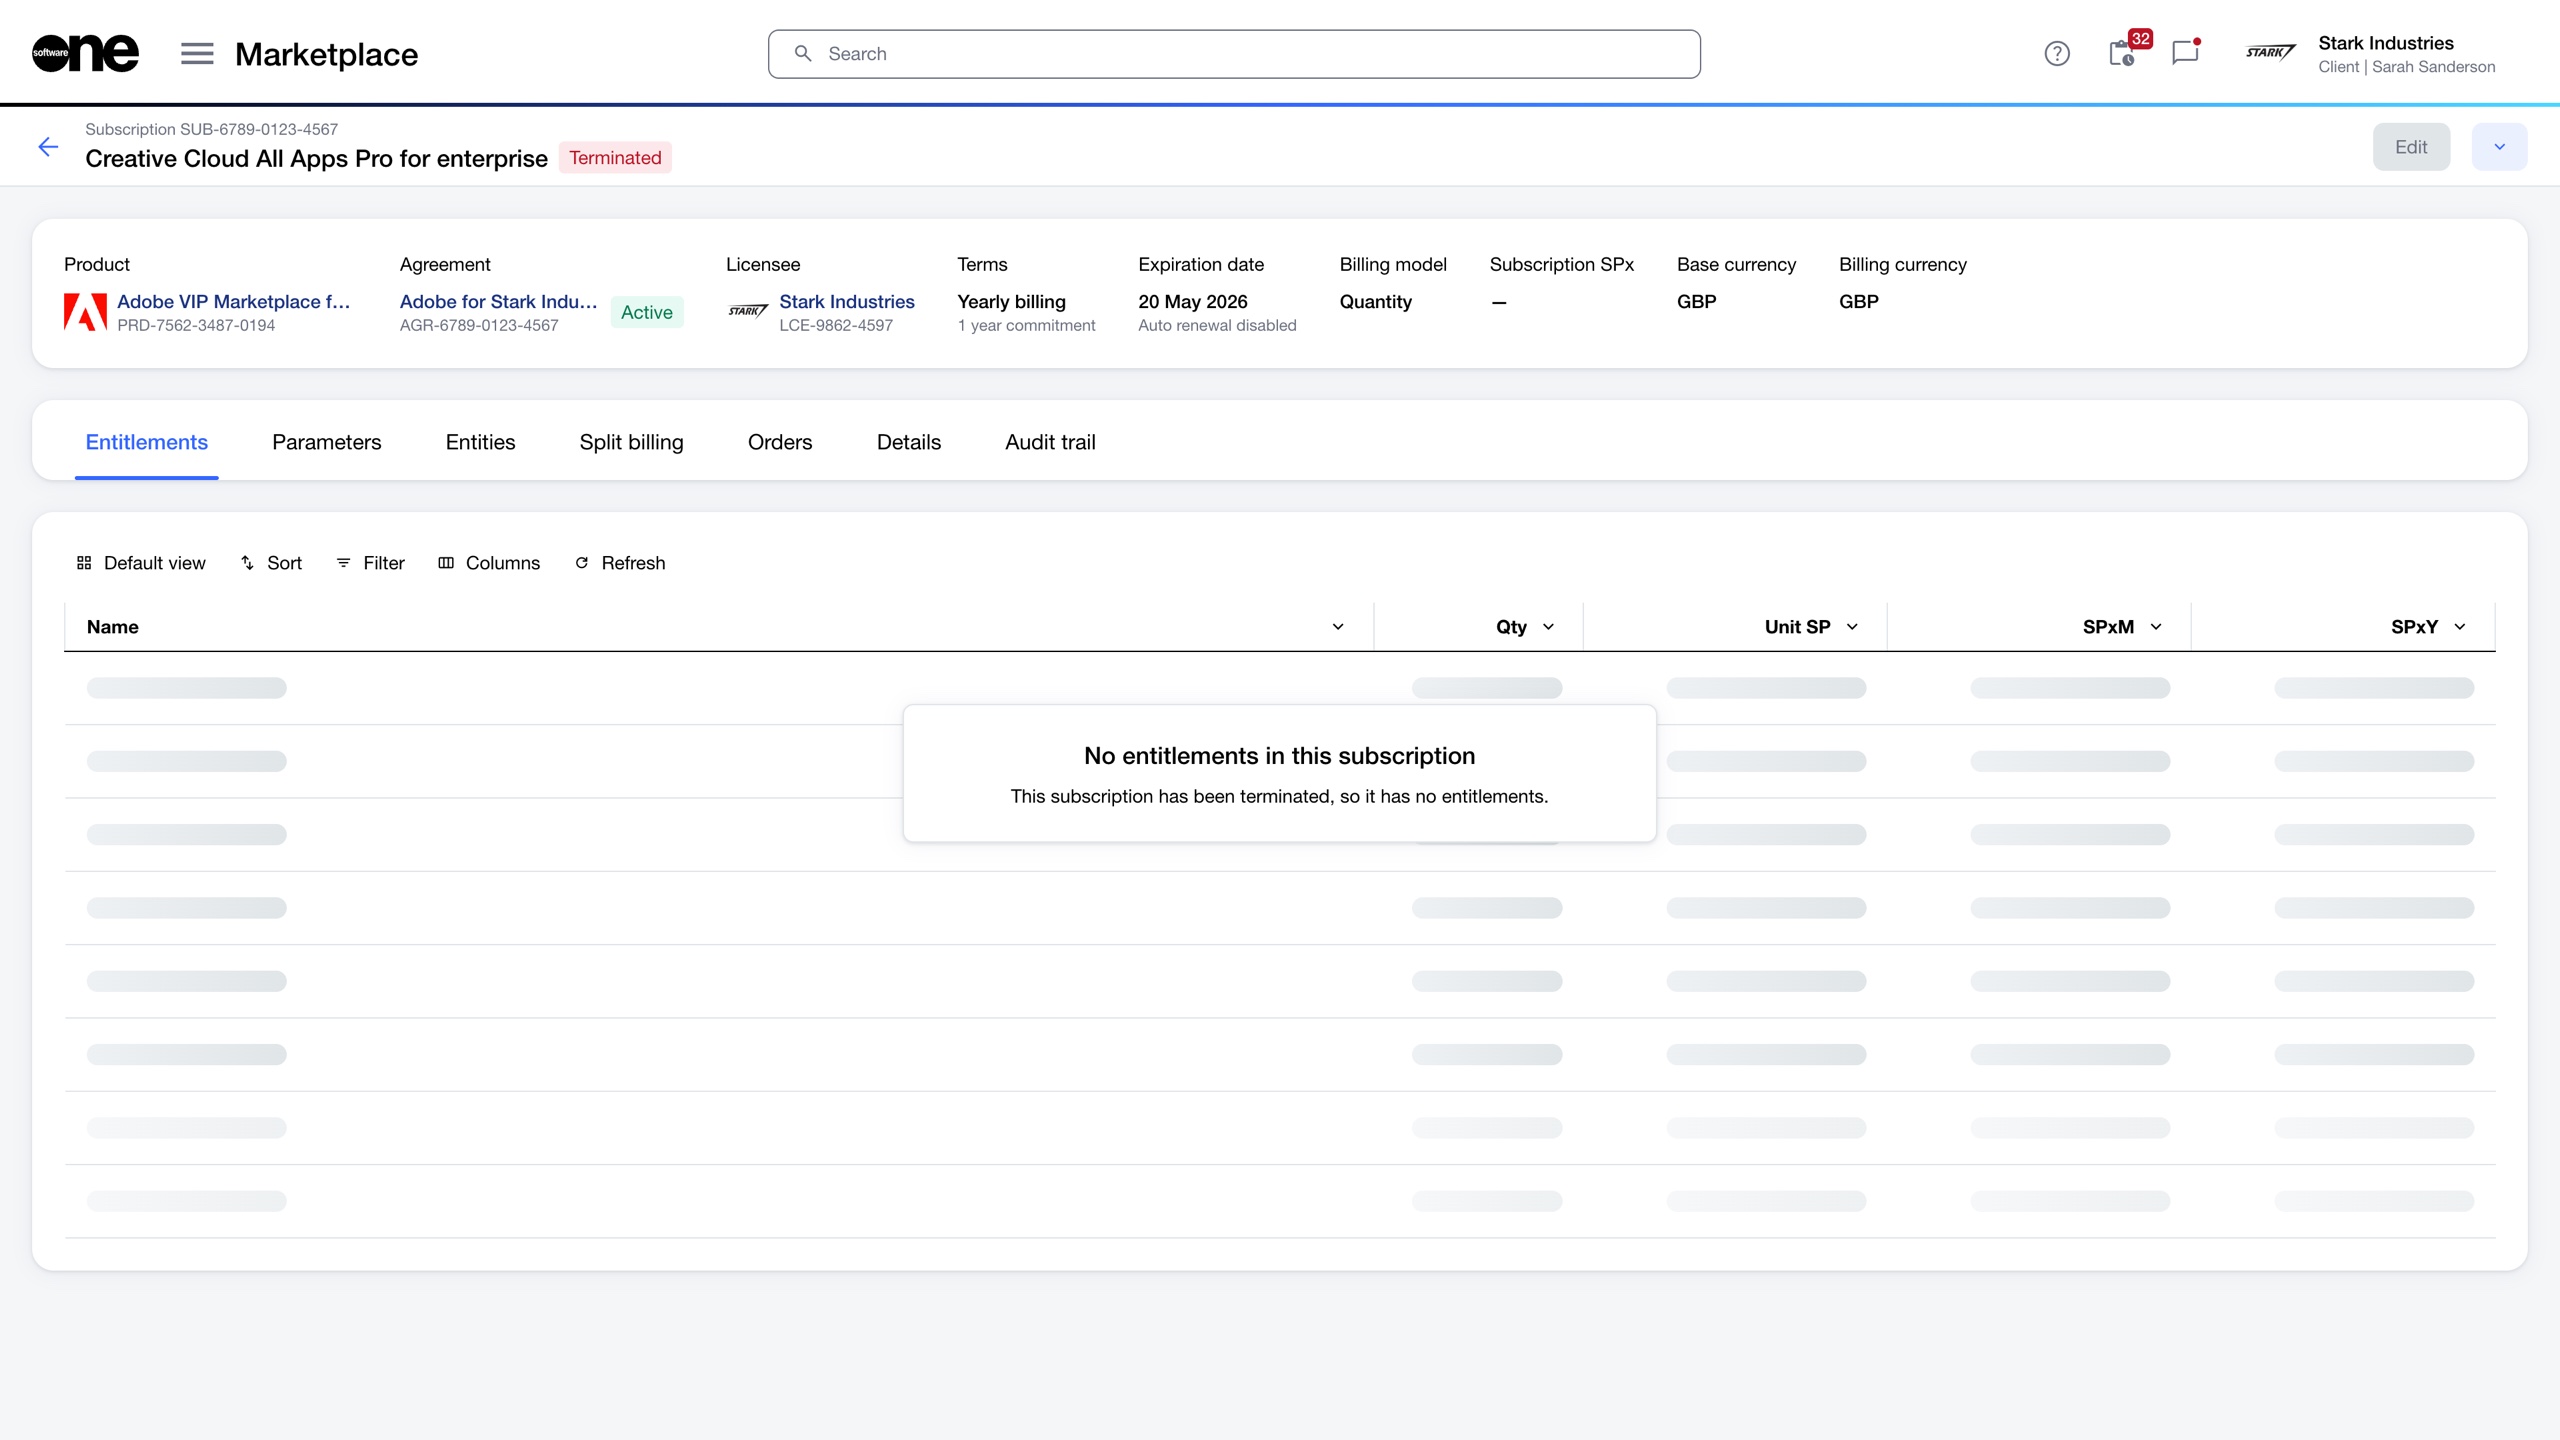 software one
Marketplace
Search
32
STARK
Stark Industries
Client | Sarah Sanderson
Subscription SUB-6789-0123-4567
Creative Cloud All Apps Pro for enterprise
Terminated
Edit
Product
Adobe VIP Marketplace f...
PRD-7562-3487-0194
Agreement
Adobe for Stark Indu...
AGR-6789-0123-4567
Active
Licensee
STARK
Stark Industries
LCE-9862-4597
Terms
Yearly billing
1 year commitment
Expiration date
20 May 2026
Auto renewal disabled
Billing model
Quantity
Subscription SPx
—
Base currency
GBP
Billing currency
GBP
Entitlements
Parameters
Entities
Split billing
Orders
Details
Audit trail
Default view
Sort
Filter
Columns
Refresh
Name
Qty
Unit SP
SPxM
SPxY
No entitlements in this subscription
This subscription has been terminated, so it has no entitlements.